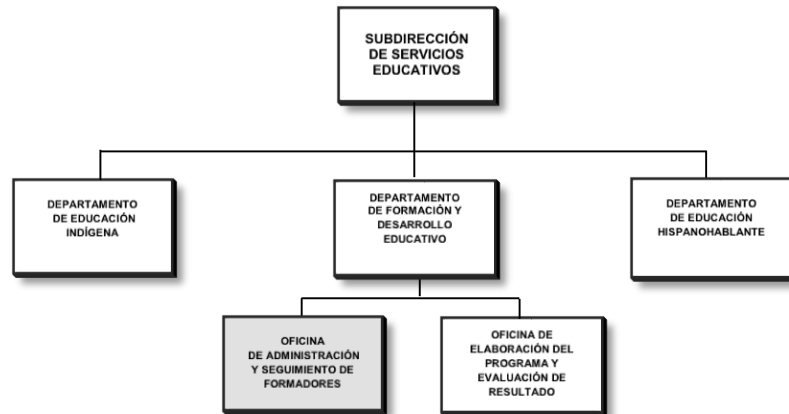 SUBDIRECCIÓN
DE SERVICIOS
EDUCATIVOS
DEPARTAMENTO
DE EDUCACIÓN
INDÍGENA
DEPARTAMENTO
DE FORMACIÓN Y
DESARROLLO
EDUCATIVO
DEPARTAMENTO
DE EDUCACIÓN
HISPANOHABLANTE
OFICINA
DE ADMINISTRACIÓN
Y SEGUIMIENTO DE
FORMADORES
OFICINA DE
ELABORACIÓN DEL
PROGRAMA Y
EVALUACIÓN DE
RESULTADO